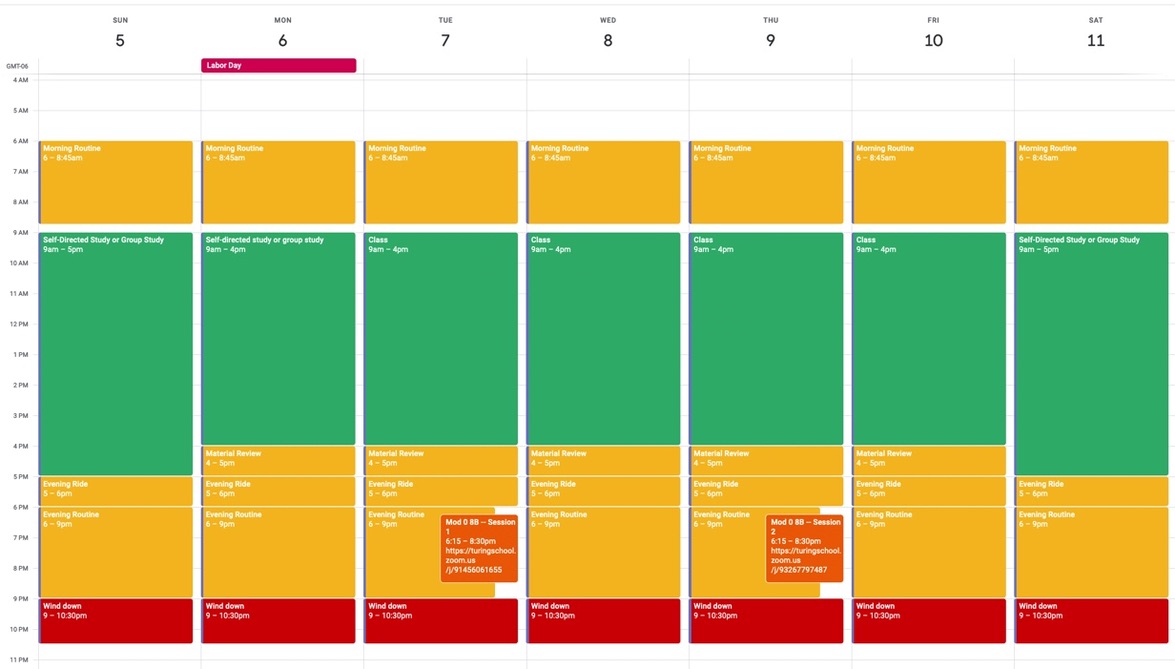 SUN MON TUE WED THU FRI SAT
5 6 7 8 9 10 11
GMT-06
Labor Day
4 AM
5 AM
6 AM
7 AM
8 AM
9 AM
10 AM
11 AM
12 PM
1 PM
2 PM
3 PM
4 PM
5 PM
6 PM
7 PM
8 PM
9 PM
10 PM
11 PM
Morning Routine
6 – 8:45am
Self-Directed Study or Group Study
9am – 5pm
Evening Ride
5 – 6pm
Evening Routine
6 – 9pm
Wind down
9 – 10:30pm
Morning Routine
6 – 8:45am
Self-directed study or group study
9am – 4pm
Material Review
4 – 5pm
Evening Ride
5 – 6pm
Evening Routine
6 – 9pm
Wind down
9 – 10:30pm
Morning Routine
6 – 8:45am
Class
9am – 4pm
Material Review
4 – 5pm
Evening Ride
5 – 6pm
Evening Routine
6 – 9pm
Mod 0 8B -- Session
1
6:15 – 8:30pm
https://turingschool.
zoom.us
/j/91456061655
Wind down
9 – 10:30pm
Morning Routine
6 – 8:45am
Class
9am – 4pm
Material Review
4 – 5pm
Evening Ride
5 – 6pm
Evening Routine
6 – 9pm
Wind down
9 – 10:30pm
Morning Routine
6 – 8:45am
Class
9am – 4pm
Material Review
4 – 5pm
Evening Ride
5 – 6pm
Evening Routine
6 – 9pm
Mod 0 8B -- Session
2
6:15 – 8:30pm
https://turingschool.
zoom.us
/j/93267797487
Wind down
9 – 10:30pm
Morning Routine
6 – 8:45am
Class
9am – 4pm
Material Review
4 – 5pm
Evening Ride
5 – 6pm
Evening Routine
6 – 9pm
Wind down
9 – 10:30pm
Morning Routine
6 – 8:45am
Self-Directed Study or Group Study
9am – 5pm
Evening Ride
5 – 6pm
Evening Routine
6 – 9pm
Wind down
9 – 10:30pm